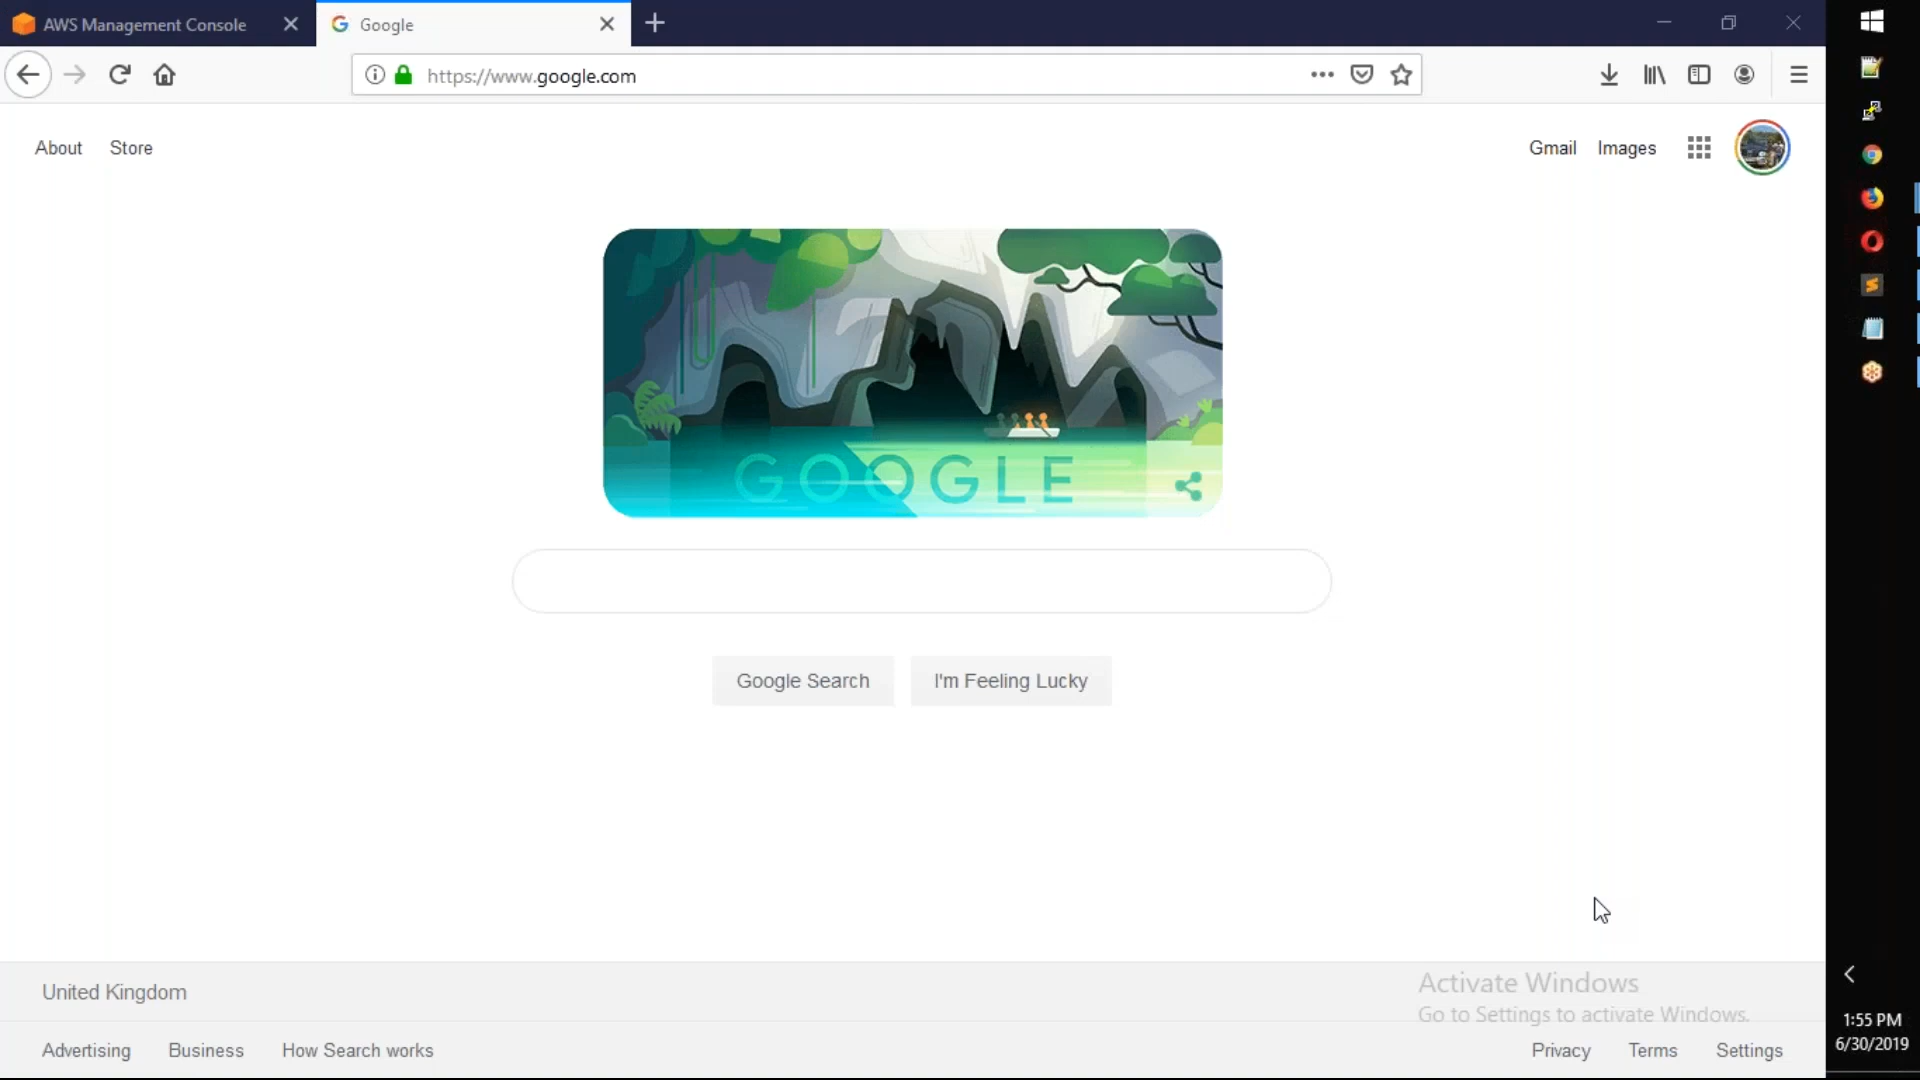 AWS Management Console
Google
https://www.google.com
About Store
Gmail Images
GOOGLE
Google Search I'm Feeling Lucky
United Kingdom
Activate Windows
Go to Settings to activate Windows.
Advertising Business How Search works
Privacy Terms Settings
1:55 PM
6/30/2019